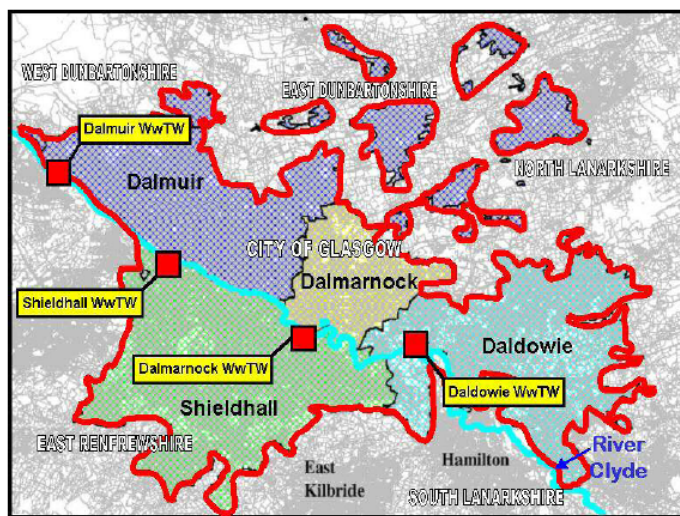 WEST DUNBARTONSHIRE
EAST DUNBARTONSHIRE
Dalmuir WwTW
Dalmuir
NORTH LANARKSHIRE
CITY OF GLASGOW
Dalmarnock
Shieldhall WwTW
Dalmarnock WwTW
Daldowie
Daldowie WwTW
Shieldhall
EAST RENFREWSHIRE
River
Clyde
East
Kilbride
Hamilton
SOUTH LANARKSHIRE